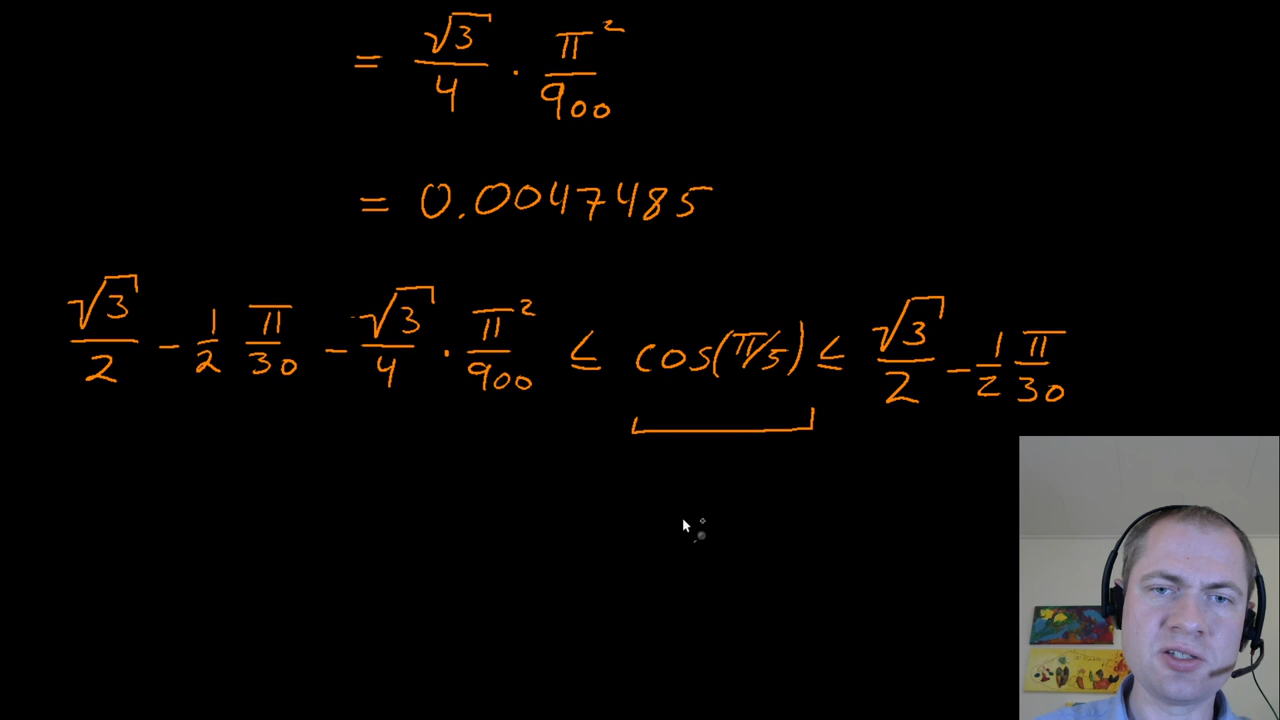 = √3/4 · π²/900
= 0.0047485
√3/2 - 1/2 π/30 - √3/4 · π²/900 ≤ cos(π/5) ≤ √3/2 - 1/2 π/30